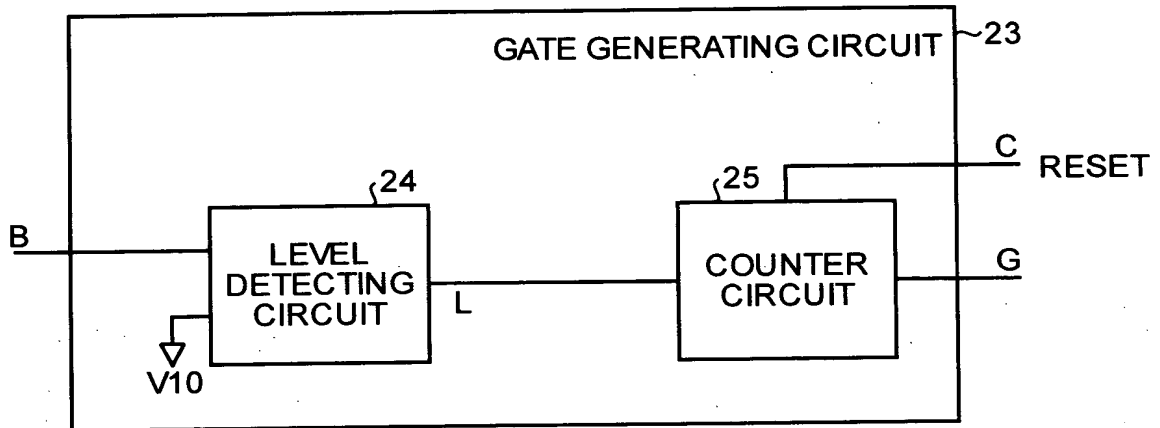 GATE GENERATING CIRCUIT
23
C
RESET
24
25
B
LEVEL
DETECTING
CIRCUIT
L
COUNTER
CIRCUIT
G
V10